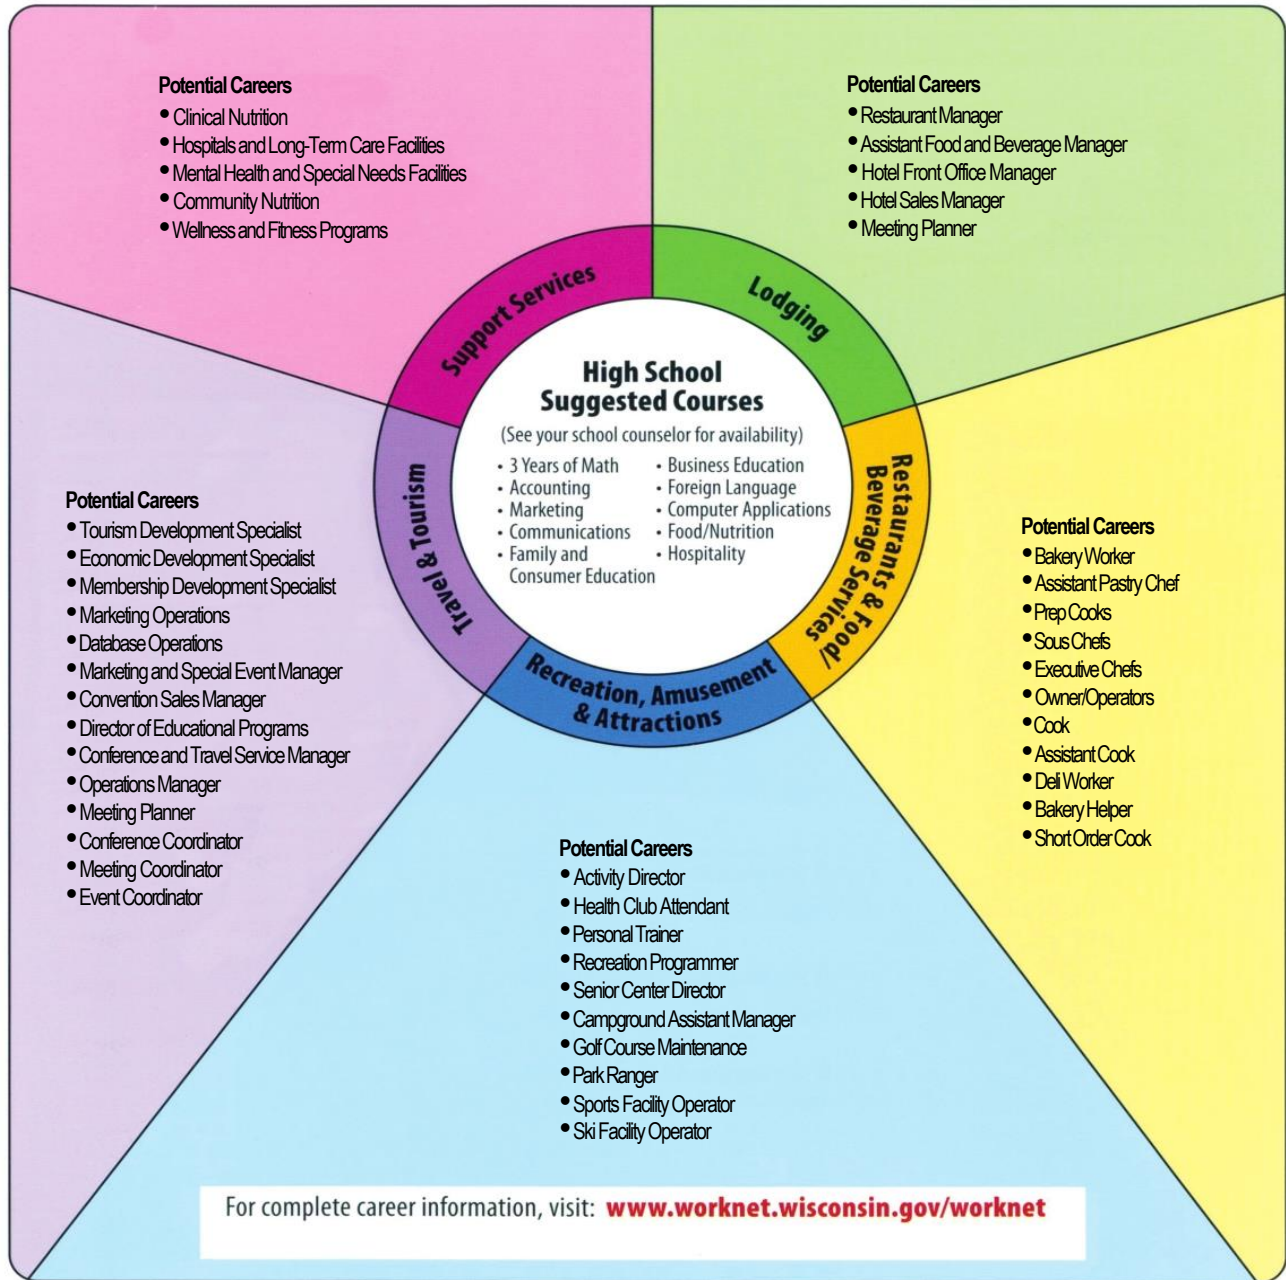 Potential Careers
• Clinical Nutrition
• Hospitals and Long-Term Care Facilities
• Mental Health and Special Needs Facilities
• Community Nutrition
• Wellness and Fitness Programs
Potential Careers
• Restaurant Manager
• Assistant Food and Beverage Manager
• Hotel Front Office Manager
• Hotel Sales Manager
• Meeting Planner
Support Services
Lodging
High School
Suggested Courses
(See your school counselor for availability)
• 3 Years of Math
• Accounting
• Marketing
• Communications
• Family and
Consumer Education
• Business Education
• Foreign Language
• Computer Applications
• Food/Nutrition
• Hospitality
Travel & Tourism
Restaurants & Food/
Beverage Services
Recreation, Amusement
& Attractions
Potential Careers
• Tourism Development Specialist
• Economic Development Specialist
• Membership Development Specialist
• Marketing Operations
• Database Operations
• Marketing and Special Event Manager
• Convention Sales Manager
• Director of Educational Programs
• Conference and Travel Service Manager
• Operations Manager
• Meeting Planner
• Conference Coordinator
• Meeting Coordinator
• Event Coordinator
Potential Careers
• Bakery Worker
• Assistant Pastry Chef
• Prep Cooks
• Sous Chefs
• Executive Chefs
• Owner/Operators
• Cook
• Assistant Cook
• Deli Worker
• Bakery Helper
• Short Order Cook
Potential Careers
• Activity Director
• Health Club Attendant
• Personal Trainer
• Recreation Programmer
• Senior Center Director
• Campground Assistant Manager
• Golf Course Maintenance
• Park Ranger
• Sports Facility Operator
• Ski Facility Operator
For complete career information, visit: www.worknet.wisconsin.gov/worknet